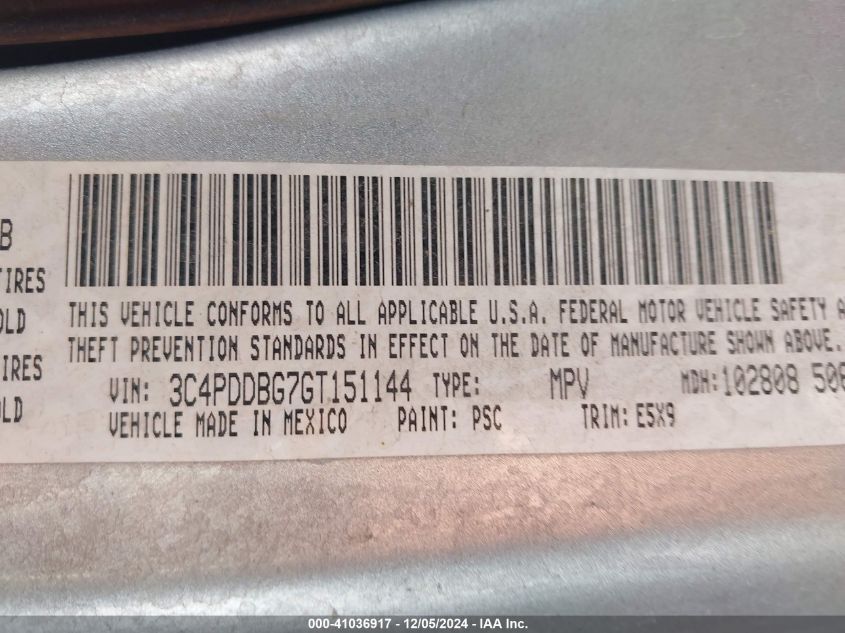 B
TIRES
THIS VEHICLE CONFORMS TO ALL APPLICABLE U.S.A. FEDERAL MOTOR VEHICLE SAFETY A
OLD
THEFT PREVENTION STANDARDS IN EFFECT ON THE DATE OF MANUFACTURE SHOWN ABOVE.
IRES
VIN: 3C4PDDBG7GT151144 TYPE: MPV MDH: 102808 506
OLD
VEHICLE MADE IN MEXICO PAINT: PSC TRIM: E5X9
000-41036917 - 12/05/2024 - IAA Inc.